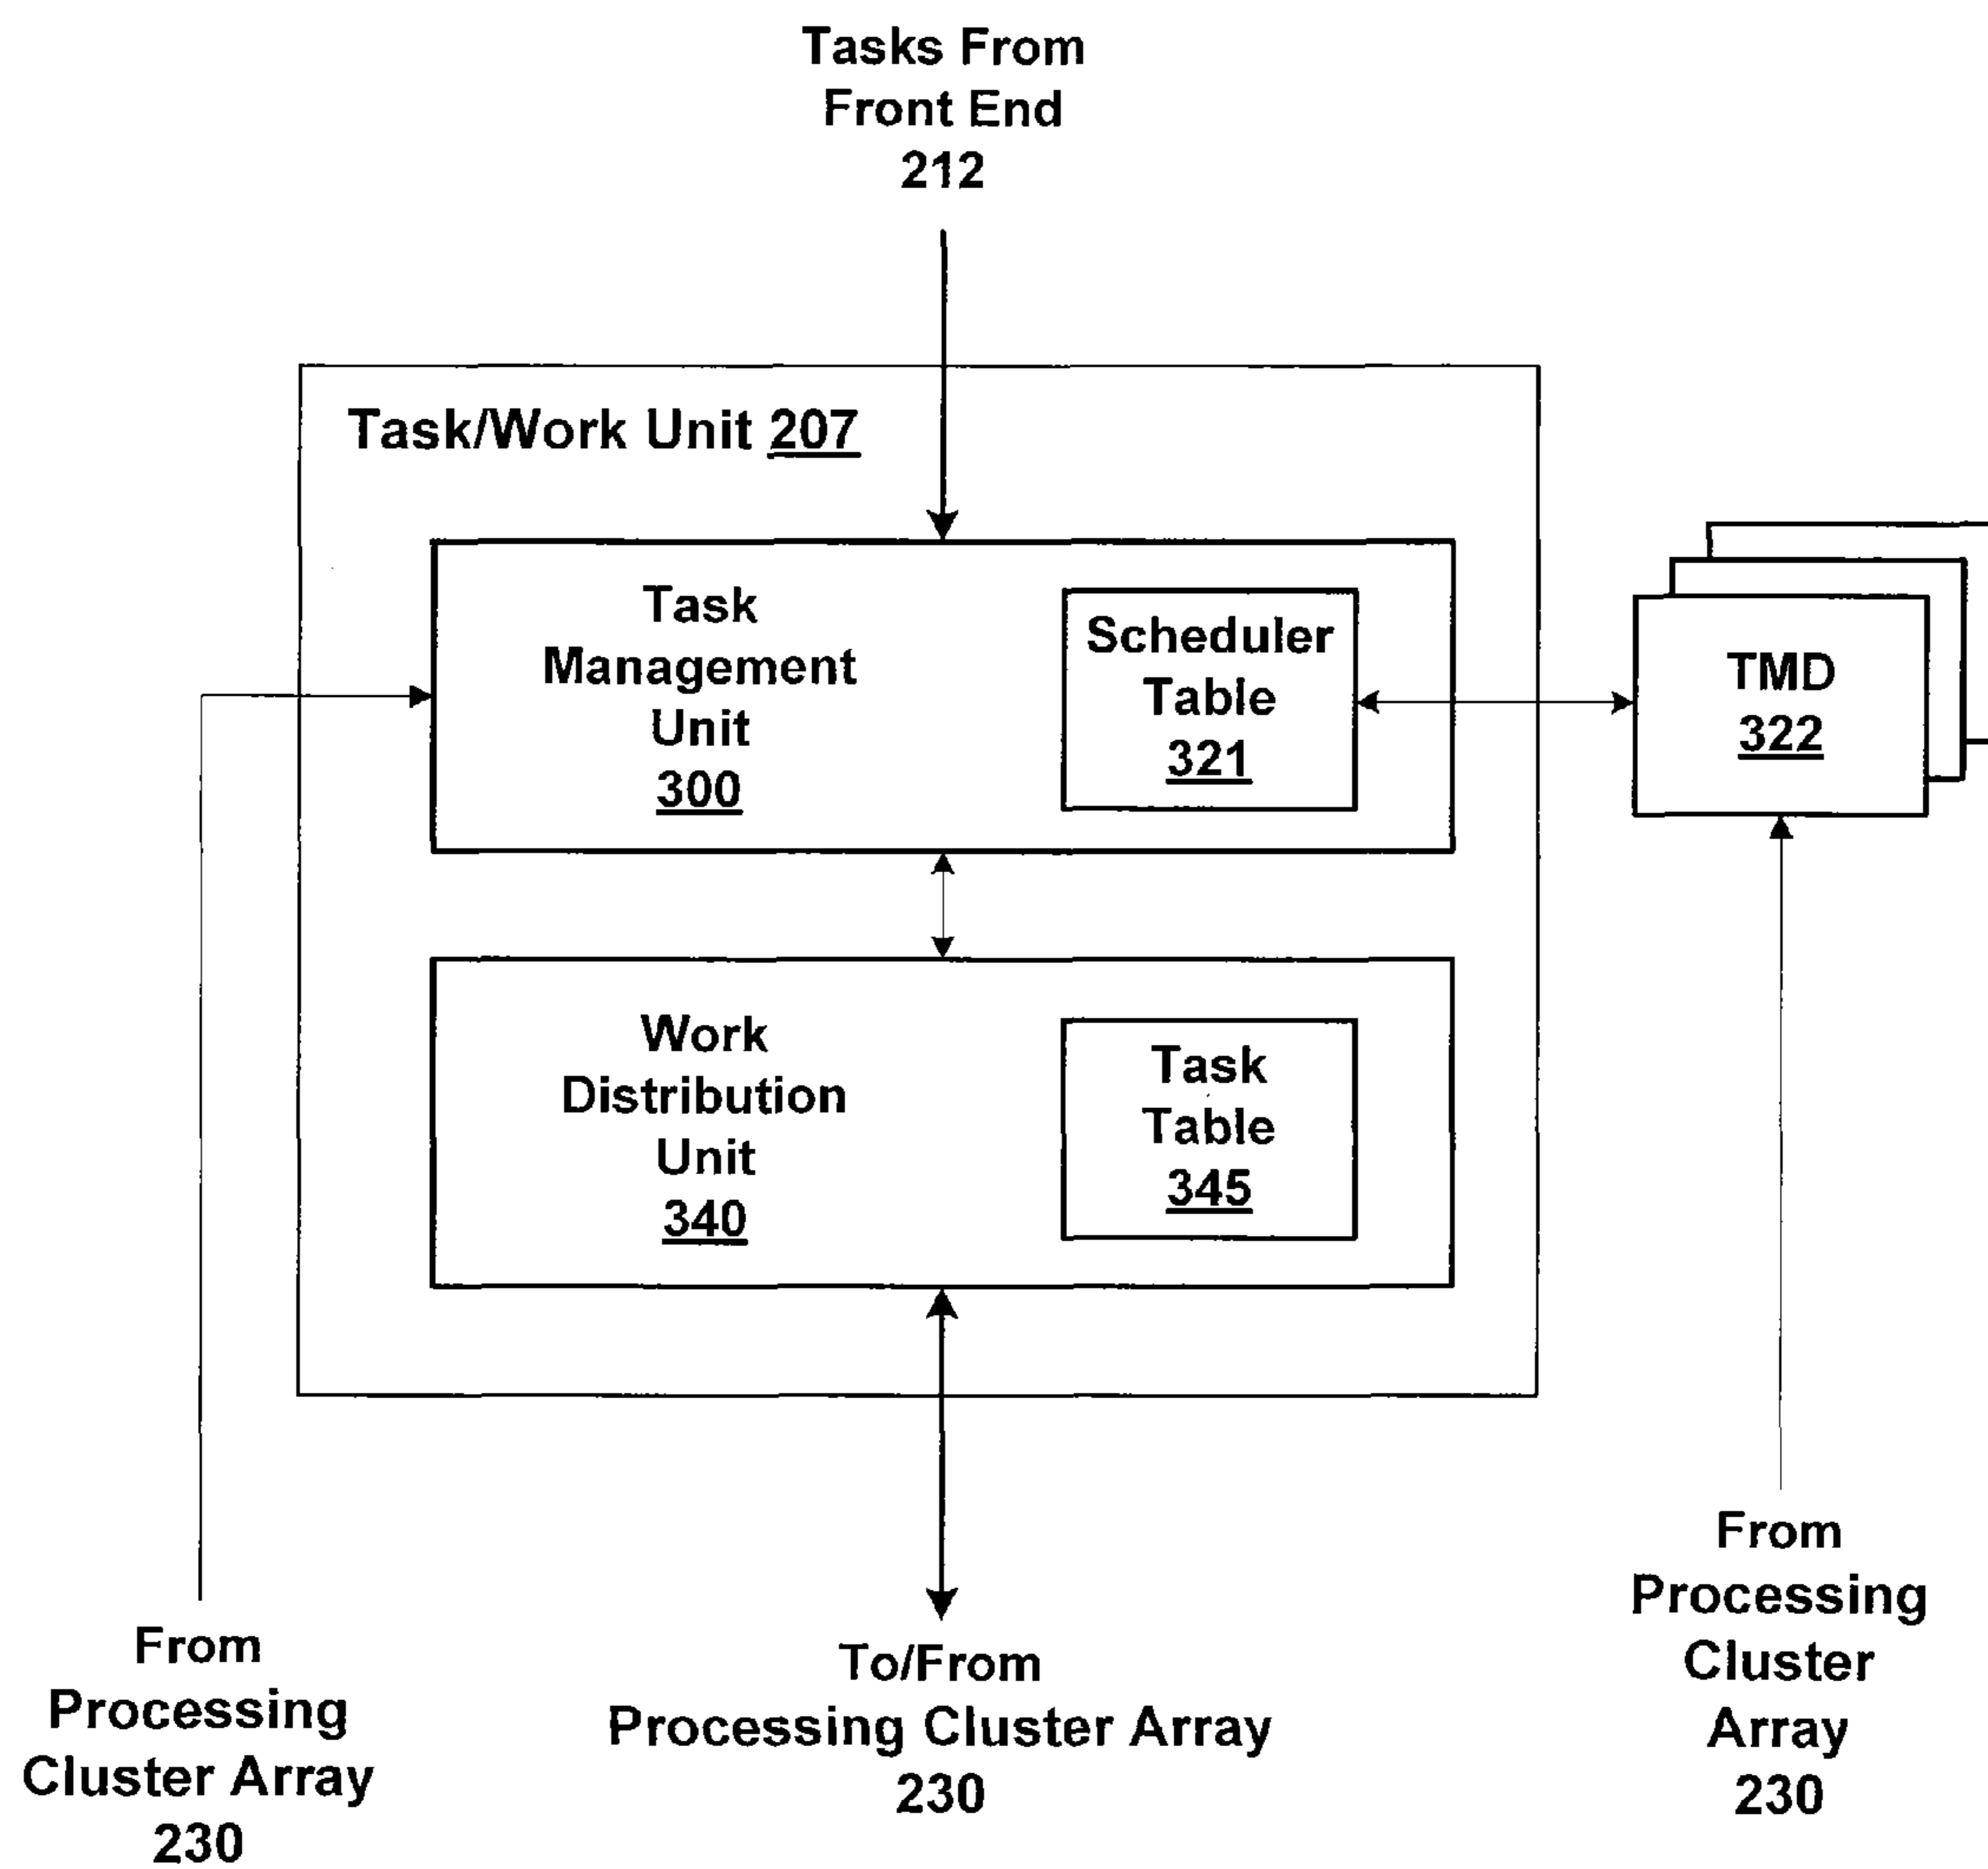 Tasks From
Front End
212
Task/Work Unit 207
Task
Management
Unit
300
Scheduler
Table
321
TMD
322
Work
Distribution
Unit
340
Task
Table
345
From
Processing
Cluster Array
230
To/From
Processing Cluster Array
230
From
Processing
Cluster
Array
230